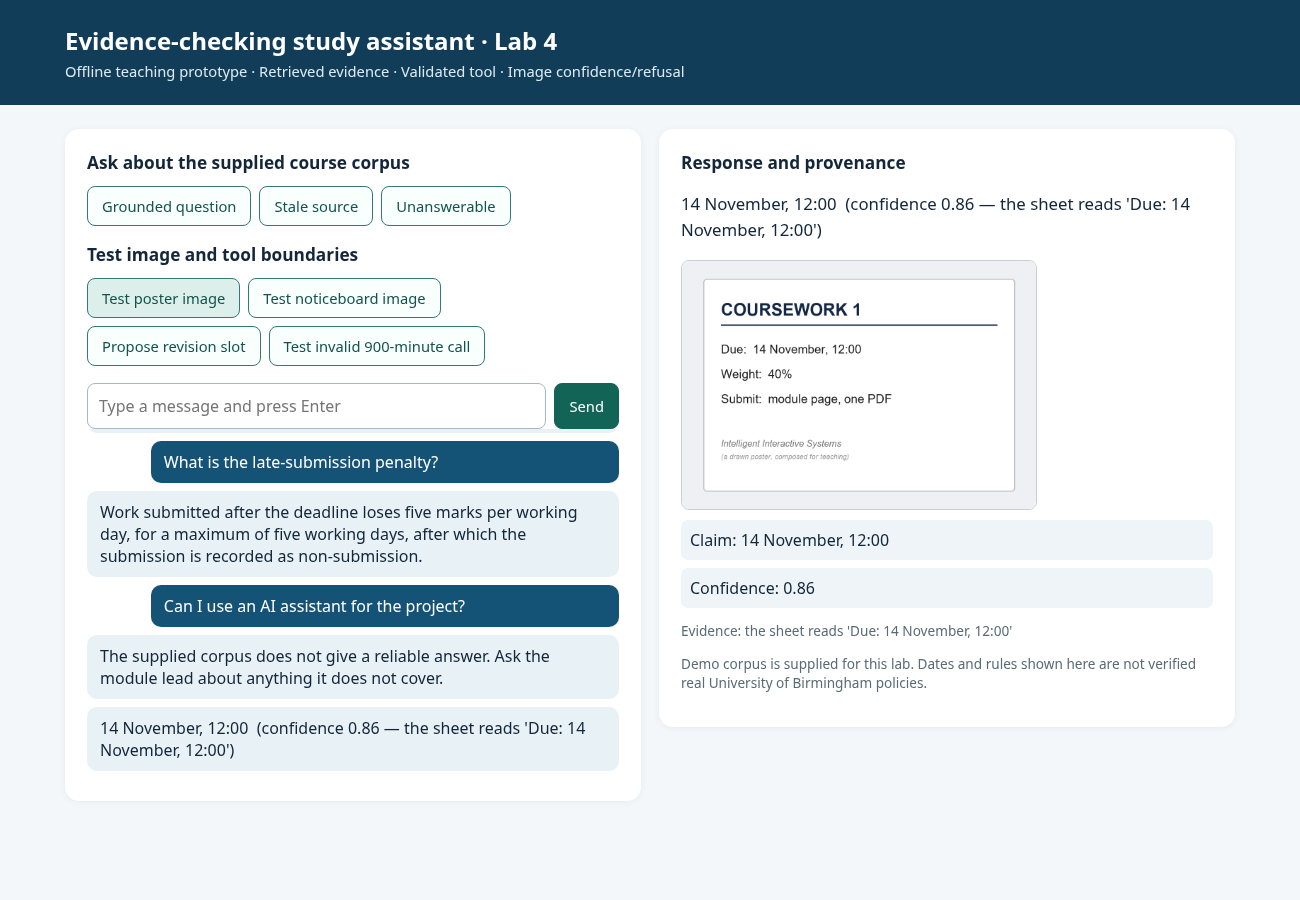 Evidence-checking study assistant · Lab 4
Offline teaching prototype · Retrieved evidence · Validated tool · Image confidence/refusal
Ask about the supplied course corpus
Grounded question
Stale source
Unanswerable
Test image and tool boundaries
Test poster image
Test noticeboard image
Propose revision slot
Test invalid 900-minute call
Type a message and press Enter
Send
What is the late-submission penalty?
Work submitted after the deadline loses five marks per working
day, for a maximum of five working days, after which the
submission is recorded as non-submission.
Can I use an AI assistant for the project?
The supplied corpus does not give a reliable answer. Ask the
module lead about anything it does not cover.
14 November, 12:00  (confidence 0.86 — the sheet reads 'Due: 14
November, 12:00')
Response and provenance
14 November, 12:00  (confidence 0.86 — the sheet reads 'Due: 14
November, 12:00')
COURSEWORK 1
Due:  14 November, 12:00
Weight:  40%
Submit:  module page, one PDF
Intelligent Interactive Systems
(a drawn poster, composed for teaching)
Claim: 14 November, 12:00
Confidence: 0.86
Evidence: the sheet reads 'Due: 14 November, 12:00'
Demo corpus is supplied for this lab. Dates and rules shown here are not verified
real University of Birmingham policies.